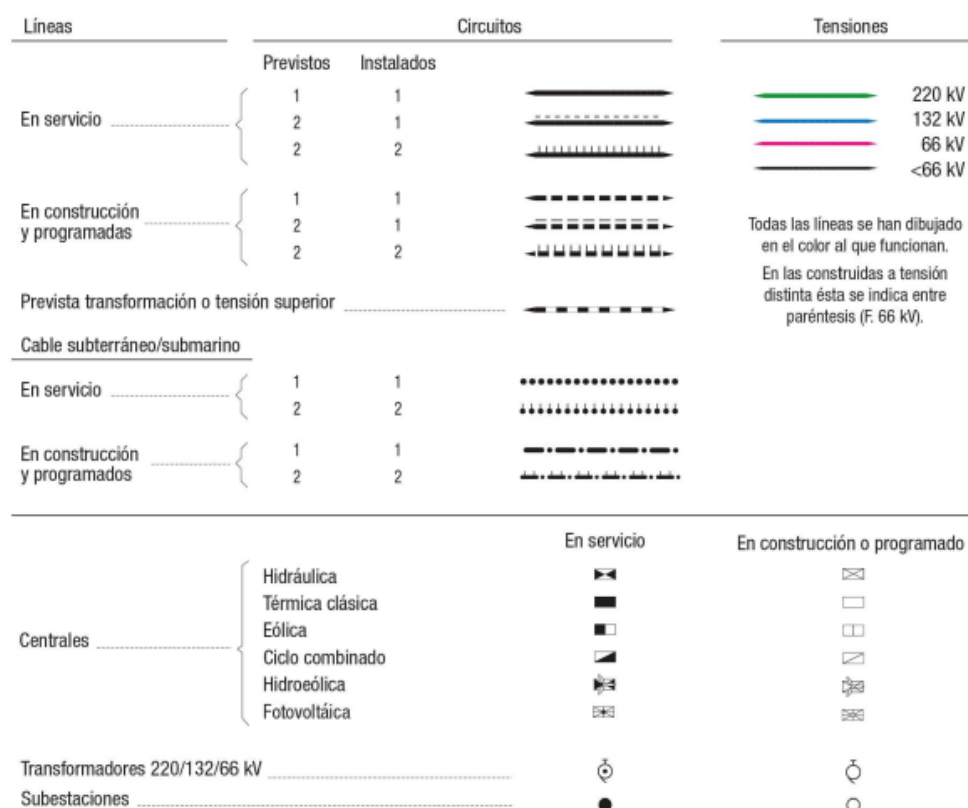 Líneas Circuitos Tensiones
Previstos Instalados
En servicio
1 1
2 1
2 2
220 kV
132 kV
66 kV
<66 kV
En construcción
y programadas
1 1
2 1
2 2
Todas las líneas se han dibujado
en el color al que funcionan.
En las construidas a tensión
distinta ésta se indica entre
paréntesis (F. 66 kV).
Prevista transformación o tensión superior
Cable subterráneo/submarino
En servicio
1 1
2 2
En construcción
y programados
1 1
2 2
En servicio En construcción o programado
Centrales
Hidráulica
Térmica clásica
Eólica
Ciclo combinado
Hidroeólica
Fotovoltáica
Transformadores 220/132/66 kV
Subestaciones